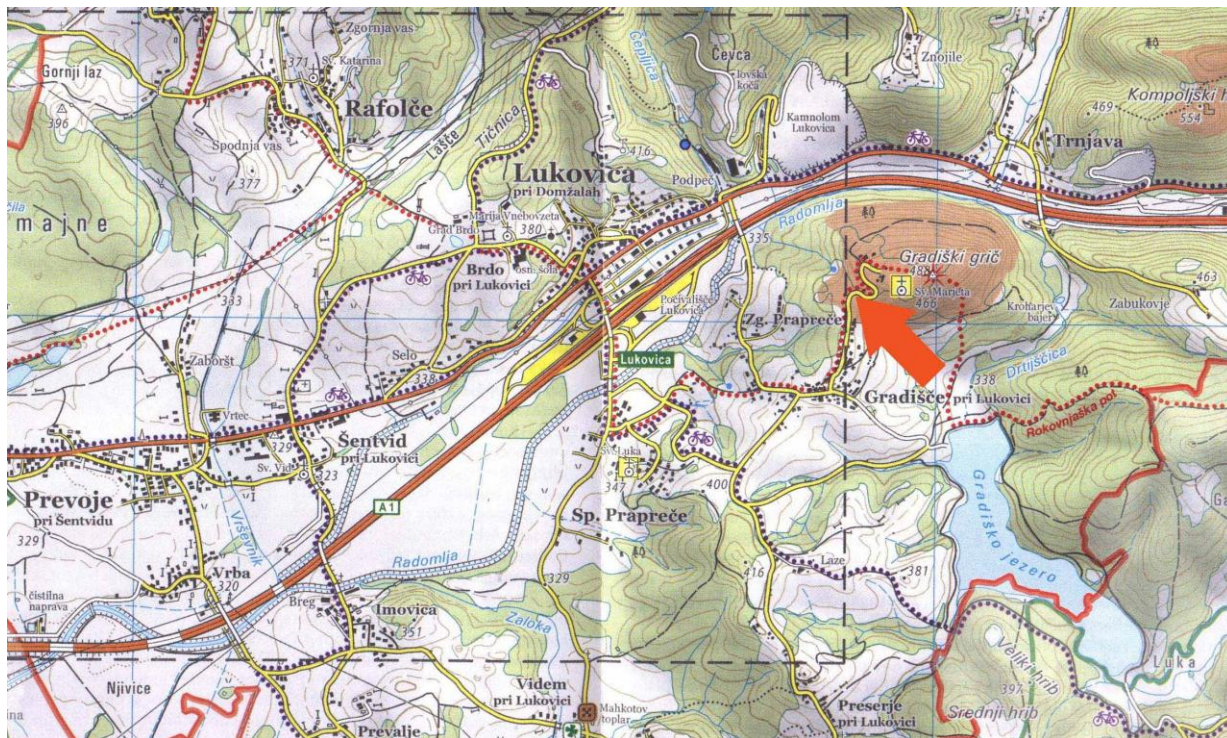 Zgornja vas
Gornji laz
371
Sv. Katarina
396
Rafolče
Spodnja vas
377
Lašče
Tičnica
Čepljica
Čevca
lovska
koča
Znojile
Kamnolom
Lukovica
469
Kompoljski h
554
Trnjava
416
Podpeč
Lukovica
pri Domžalah
Marija Vnebovzeta
380
Grad Brdo
majne
Radomlja
335
Brdo
pri Lukovici
osn. šola
Gradiški grič
Sv. Marjeta
466
463
Zabukovje
Krotarjev
bajer
333
Počivališče
Lukovica
Zg. Prapreče
Zaboršt
Selo
338
Lukovica
Drtijščica
338
Gradišče pri Lukovici
Rokovnjaška pot
Vrtec
329
Šentvid
pri Lukovici
Sv. Vid
323
Sv. Luka
347
400
Prevoje
pri Šentvidu
329
A 1
Sp. Prapreče
Vrševnik
Radomlja
Gradiško jezero
Vrba
320
329
416
Laze
381
čistilna
naprava
Breg
Imovica
351
Zaloka
Luka
Veliki hrib
397
Srednji hrib
Njivice
Videm
pri Lukovici
Mahkotov
toplar
Prevalje
Preserje
pri Lukovici